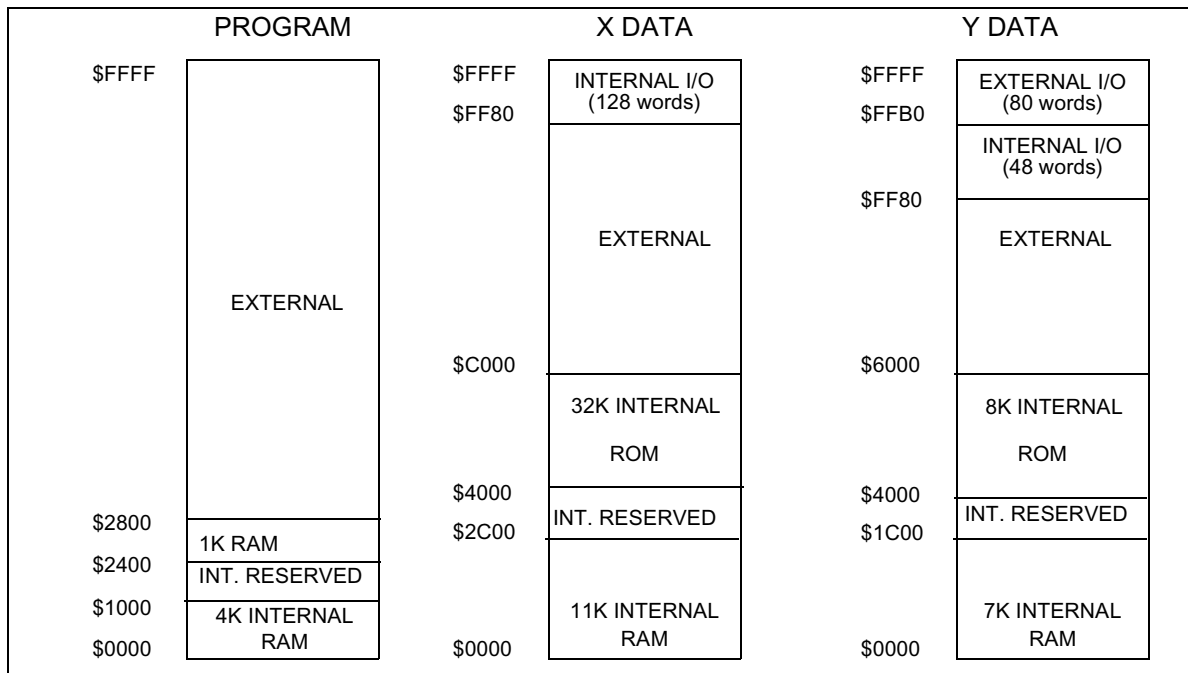 PROGRAM
$FFFF
EXTERNAL
$2800
1K RAM
$2400
INT. RESERVED
$1000
4K INTERNAL
RAM
$0000
X DATA
$FFFF
INTERNAL I/O
(128 words)
$FF80
EXTERNAL
$C000
32K INTERNAL
ROM
$4000
INT. RESERVED
$2C00
11K INTERNAL
RAM
$0000
Y DATA
$FFFF
EXTERNAL I/O
(80 words)
$FFB0
INTERNAL I/O
(48 words)
$FF80
EXTERNAL
$6000
8K INTERNAL
ROM
$4000
INT. RESERVED
$1C00
7K INTERNAL
RAM
$0000